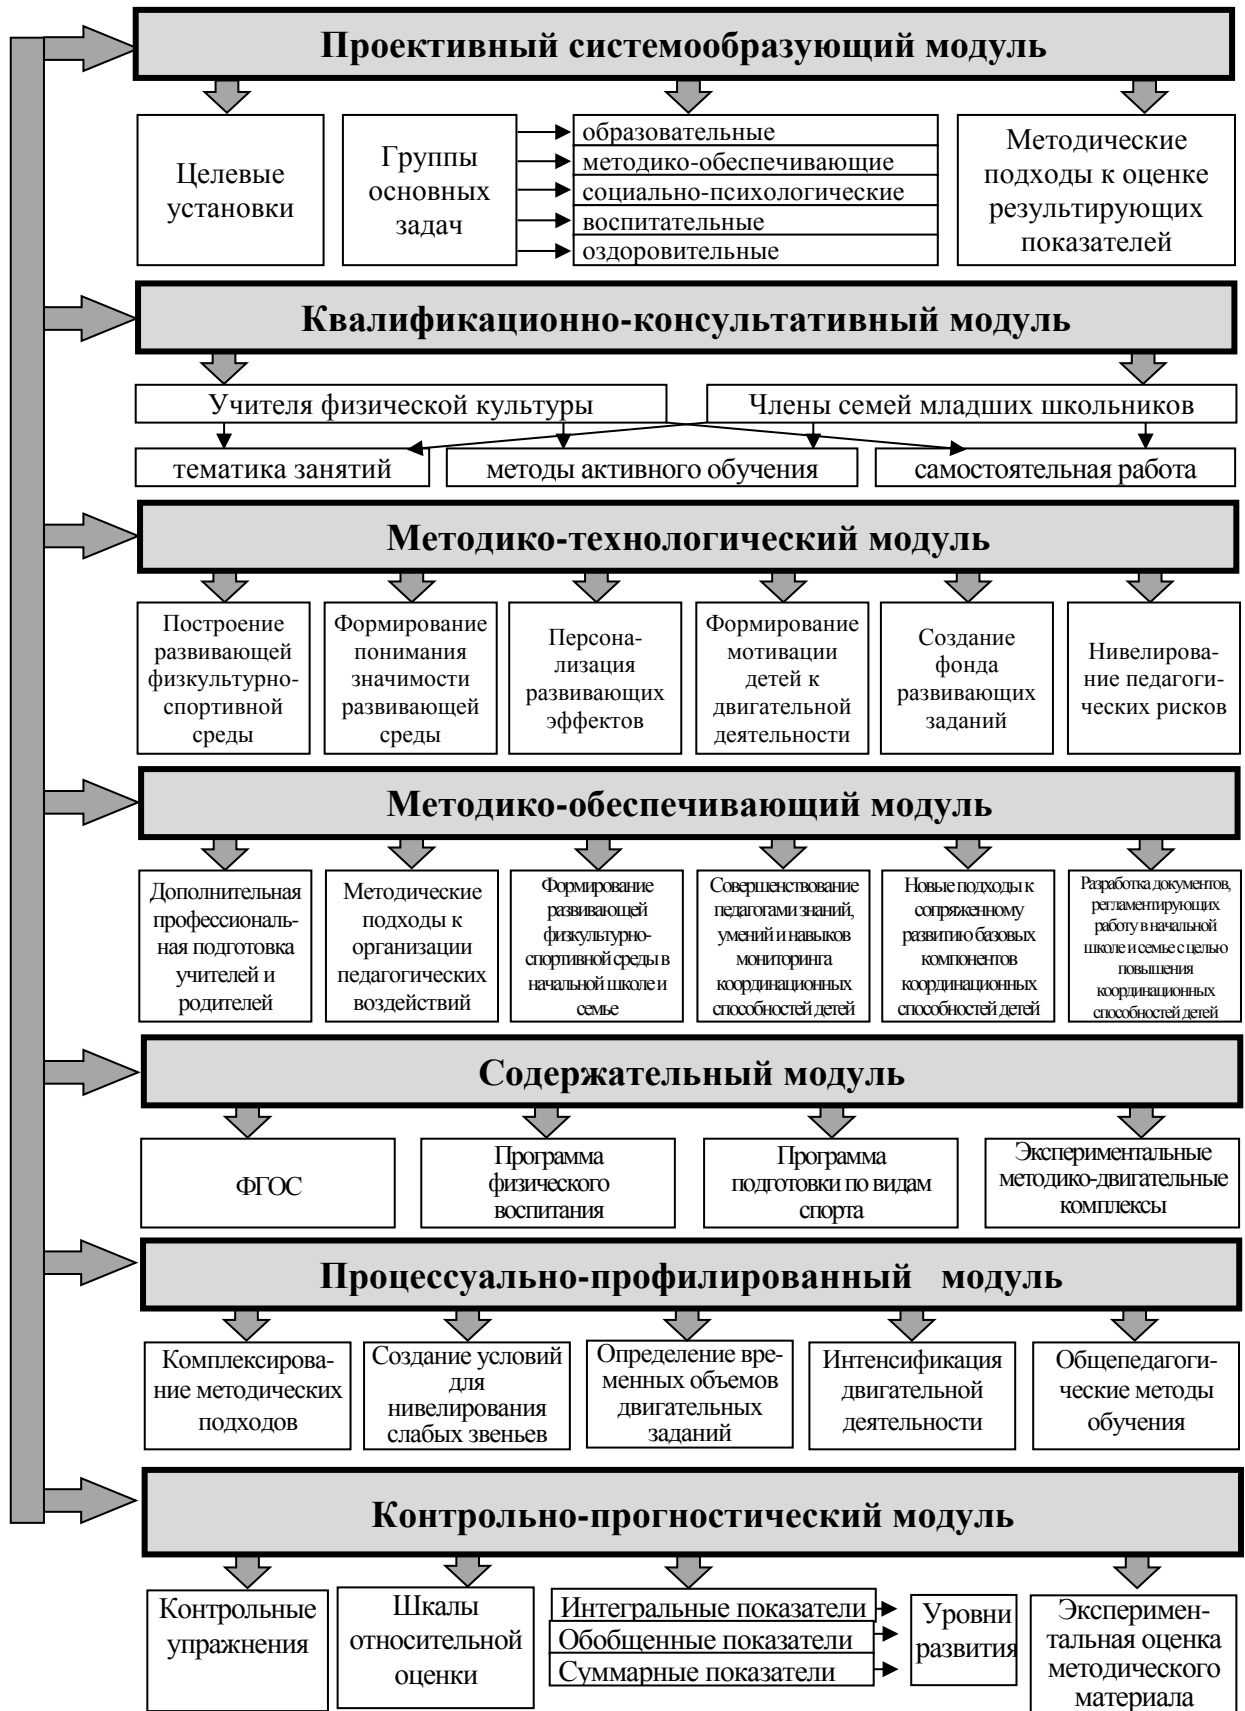 Проективный системообразующий модуль
Целевые
установки
Группы
основных
задач
образовательные
методико-обеспечивающие
социально-психологические
воспитательные
оздоровительные
Методические
подходы к оценке
результирующих
показателей
Квалификационно-консультативный модуль
Учителя физической культуры
Члены семей младших школьников
тематика занятий
методы активного обучения
самостоятельная работа
Методико-технологический модуль
Построение
развивающей
физкультурно-
спортивной
среды
Формирование
понимания
значимости
развивающей
среды
Персона-
лизация
развивающих
эффектов
Формирование
мотивации
детей к
двигательной
деятельности
Создание
фонда
развивающих
заданий
Нивелирова-
ние педагоги-
ческих рисков
Методико-обеспечивающий модуль
Дополнительная
профессиональ-
ная подготовка
учителей и
родителей
Методические
подходы к
организации
педагогических
воздействий
Формирование
развивающей
физкультурно-
спортивной среды в
начальной школе и
семье
Совершенствование
педагогами знаний,
умений и навыков
мониторинга
координационных
способностей детей
Новые подходы к
сопряженному
развитию базовых
компонентов
координационных
способностей детей
Разработка документов,
регламентирующих
работу в начальной
школе и семье с целью
повышения
координационных
способностей детей
Содержательный модуль
ФГОС
Программа
физического
воспитания
Программа
подготовки по видам
спорта
Экспериментальные
методико-двигательные
комплексы
Процессуально-профилированный модуль
Комплексирова-
ние методических
подходов
Создание условий
для
нивелирования
слабых звеньев
Определение вре-
менных объемов
двигательных
заданий
Интенсификация
двигательной
деятельности
Общепедагоги-
ческие методы
обучения
Контрольно-прогностический модуль
Контрольные
упражнения
Шкалы
относительной
оценки
Интегральные показатели
Обобщенные показатели
Суммарные показатели
Уровни
развития
Эксперимен-
тальная оценка
методического
материала